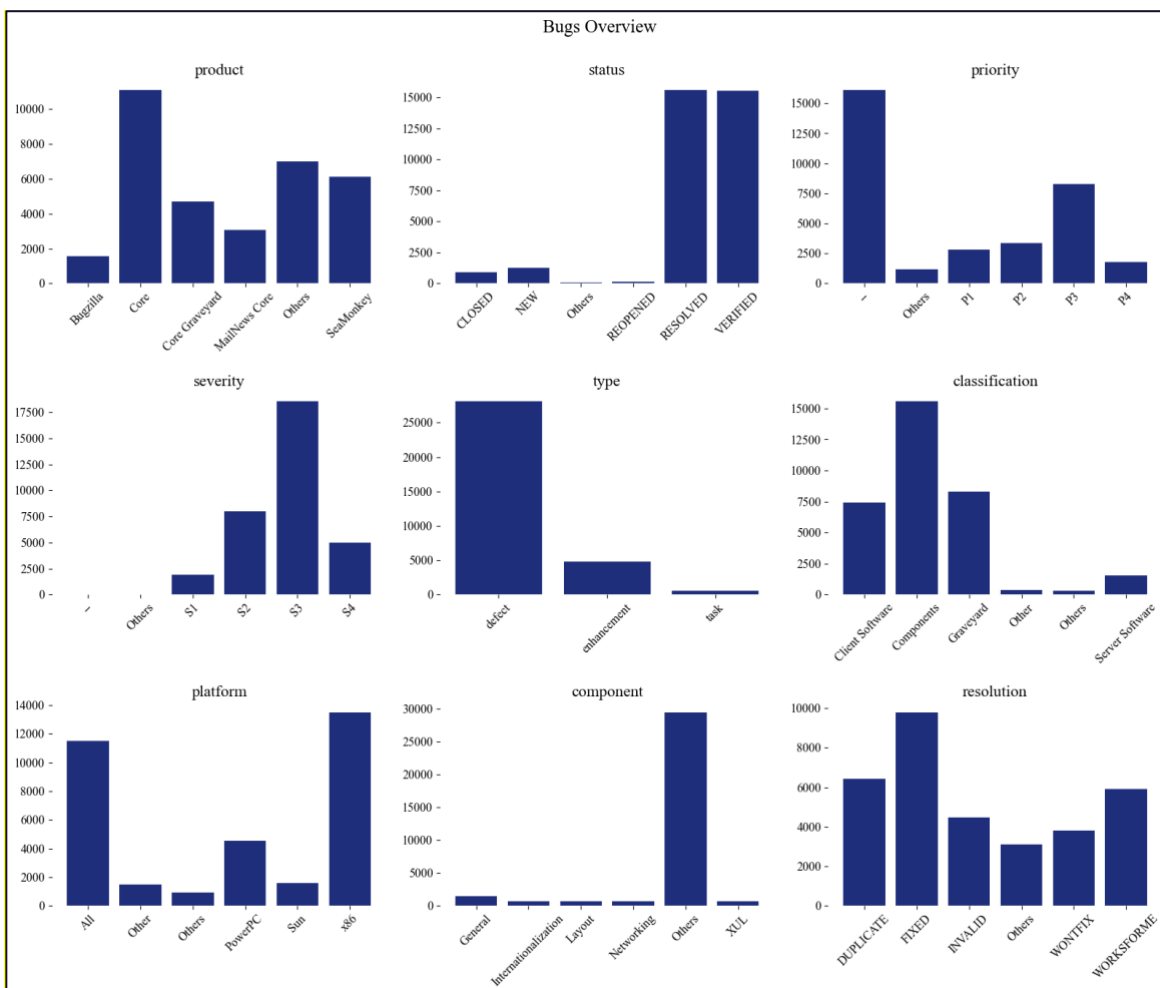 Bugs Overview
product
10000
8000
6000
4000
2000
0
Bugzilla
Core
Core Graveyard
MailNews Core
Others
SeaMonkey
status
15000
12500
10000
7500
5000
2500
0
CLOSED
NEW
Others
REOPENED
RESOLVED
VERIFIED
priority
15000
12500
10000
7500
5000
2500
0
--
Others
P1
P2
P3
P4
severity
17500
15000
12500
10000
7500
5000
2500
0
--
Others
S1
S2
S3
S4
type
25000
20000
15000
10000
5000
0
defect
enhancement
task
classification
15000
12500
10000
7500
5000
2500
0
Client Software
Components
Graveyard
Other
Others
Server Software
platform
14000
12000
10000
8000
6000
4000
2000
0
All
Other
Others
PowerPC
Sun
x86
component
30000
25000
20000
15000
10000
5000
0
General
Internationalization
Layout
Networking
Others
XUL
resolution
10000
8000
6000
4000
2000
0
DUPLICATE
FIXED
INVALID
Others
WONTFIX
WORKSFORME